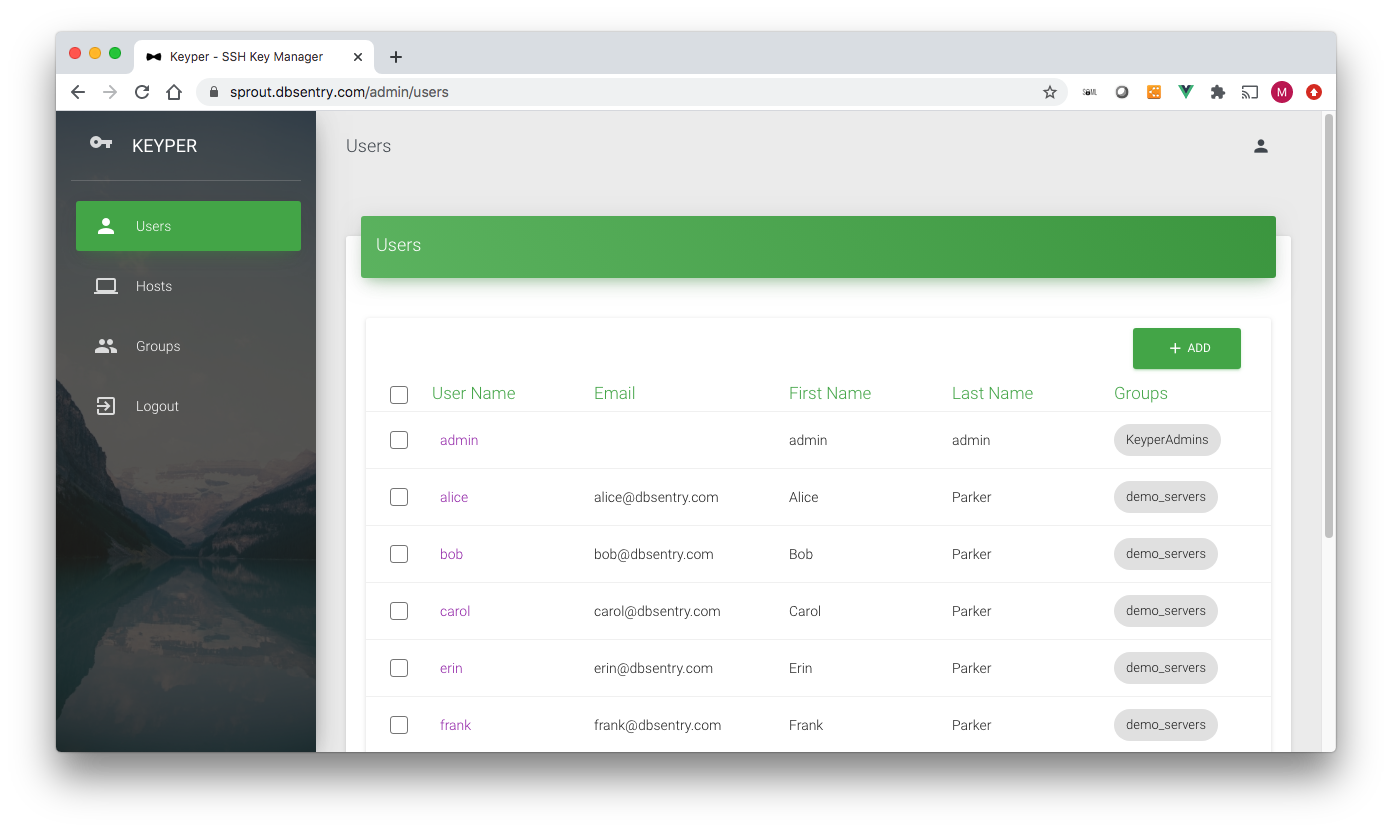 Keyper - SSH Key Manager
sprout.dbsentry.com/admin/users
M
KEYPER
Users
Hosts
Groups
Logout
Users
Users
ADD
User Name Email First Name Last Name Groups
admin admin admin KeyperAdmins
alice alice@dbsentry.com Alice Parker demo_servers
bob bob@dbsentry.com Bob Parker demo_servers
carol carol@dbsentry.com Carol Parker demo_servers
erin erin@dbsentry.com Erin Parker demo_servers
frank frank@dbsentry.com Frank Parker demo_servers